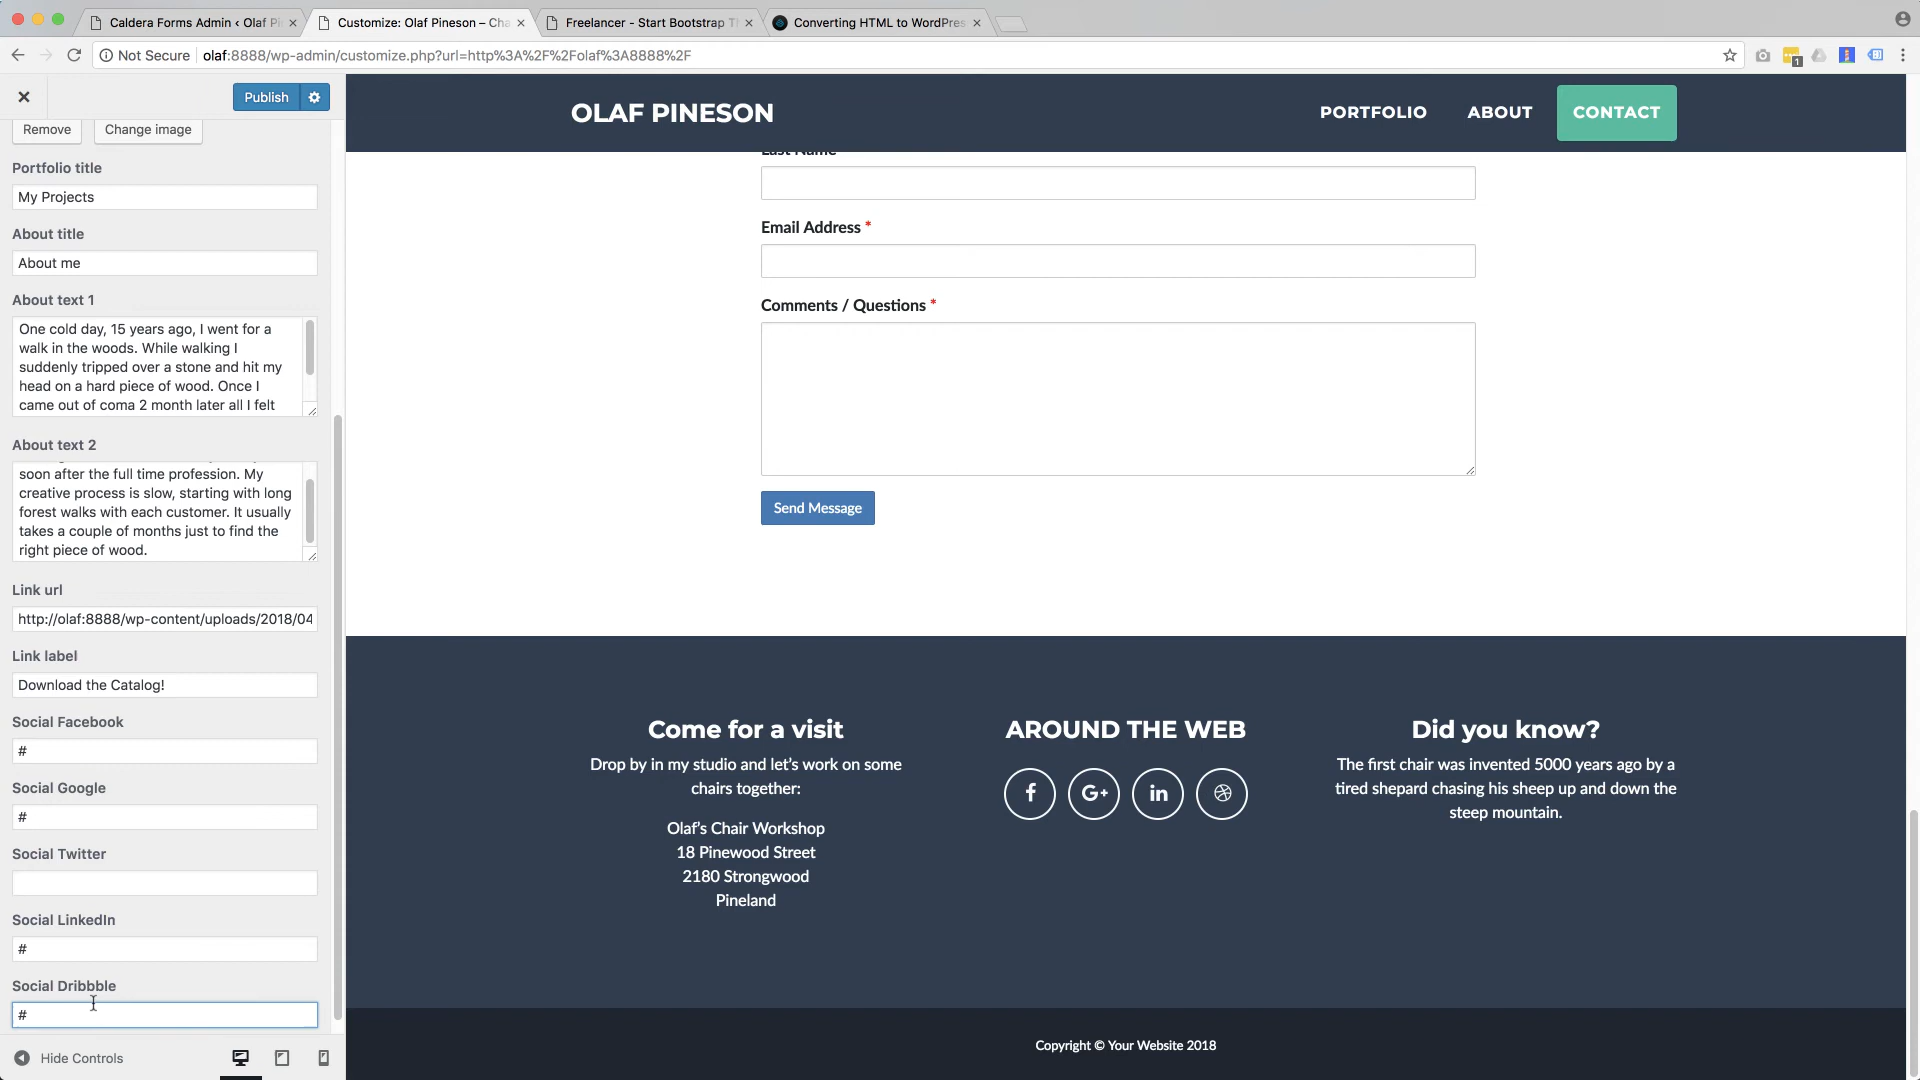 Caldera Forms Admin ‹ Olaf Pi
Customize: Olaf Pineson – Cha
Freelancer - Start Bootstrap T
Converting HTML to WordPres
Not Secure
olaf:8888/wp-admin/customize.php?url=http%3A%2F%2Folaf%3A8888%2F
1
Publish
Remove
Change image
Portfolio title
My Projects
About title
About me
About text 1
One cold day, 15 years ago, I went for a
walk in the woods. While walking I
suddenly tripped over a stone and hit my
head on a hard piece of wood. Once I
came out of coma 2 month later all I felt
About text 2
soon after the full time profession. My
creative process is slow, starting with long
forest walks with each customer. It usually
takes a couple of months just to find the
right piece of wood.
Link url
http://olaf:8888/wp-content/uploads/2018/04
Link label
Download the Catalog!
Social Facebook
#
Social Google
#
Social Twitter
Social LinkedIn
#
Social Dribbble
#
Hide Controls
OLAF PINESON
PORTFOLIO
ABOUT
CONTACT
Last Name
Email Address *
Comments / Questions *
Send Message
Come for a visit
Drop by in my studio and let's work on some
chairs together:
Olaf's Chair Workshop
18 Pinewood Street
2180 Strongwood
Pineland
AROUND THE WEB
f
G+
in
Did you know?
The first chair was invented 5000 years ago by a
tired shepard chasing his sheep up and down the
steep mountain.
Copyright © Your Website 2018